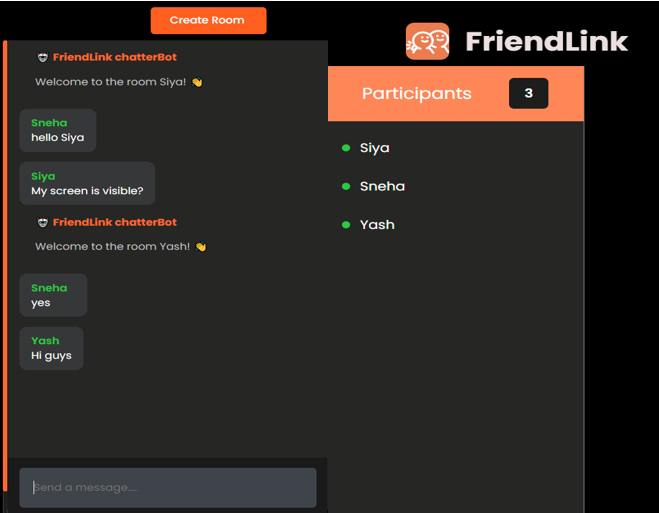 Create Room
FriendLink chatterBot
Welcome to the room Siya! 👋
Sneha
hello Siya
Siya
My screen is visible?
FriendLink chatterBot
Welcome to the room Yash! 👋
Sneha
yes
Yash
Hi guys
Send a message....
FriendLink
Participants 3
Siya
Sneha
Yash